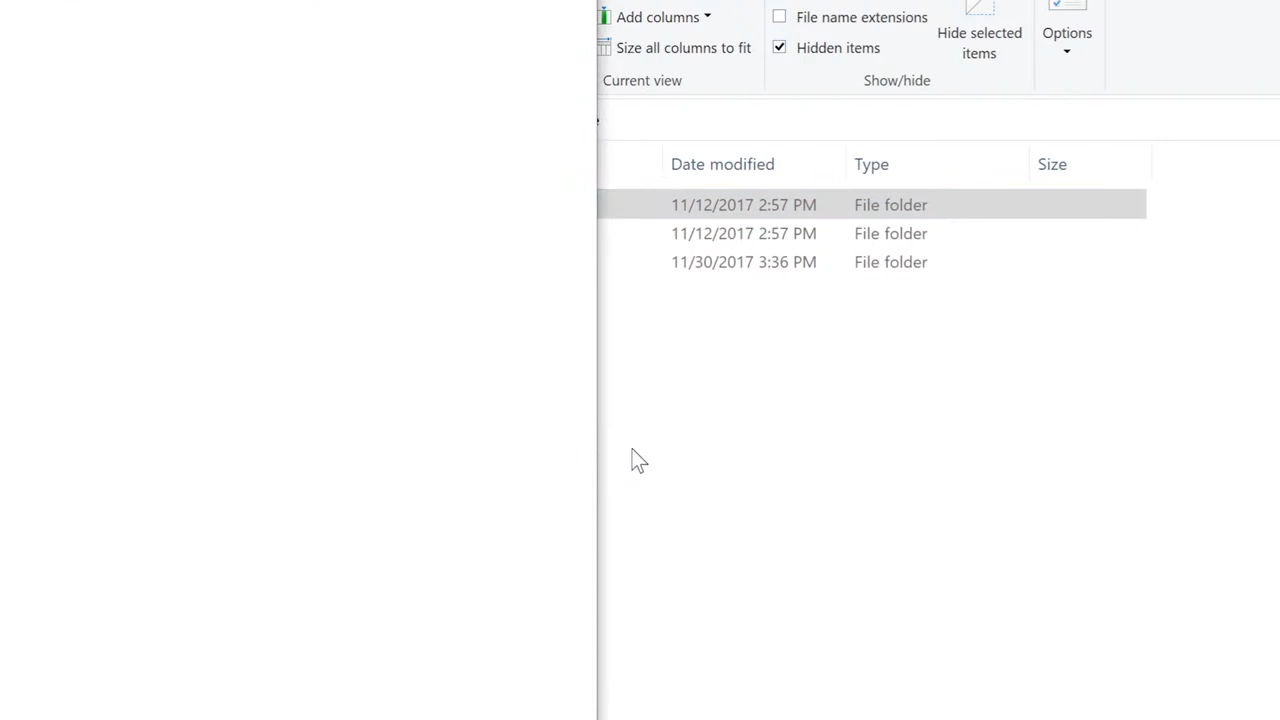 Add columns
File name extensions
Hide selected
items
Options
Size all columns to fit
Hidden items
Current view
Show/hide
Date modified
Type
Size
11/12/2017 2:57 PM
File folder
11/12/2017 2:57 PM
File folder
11/30/2017 3:36 PM
File folder